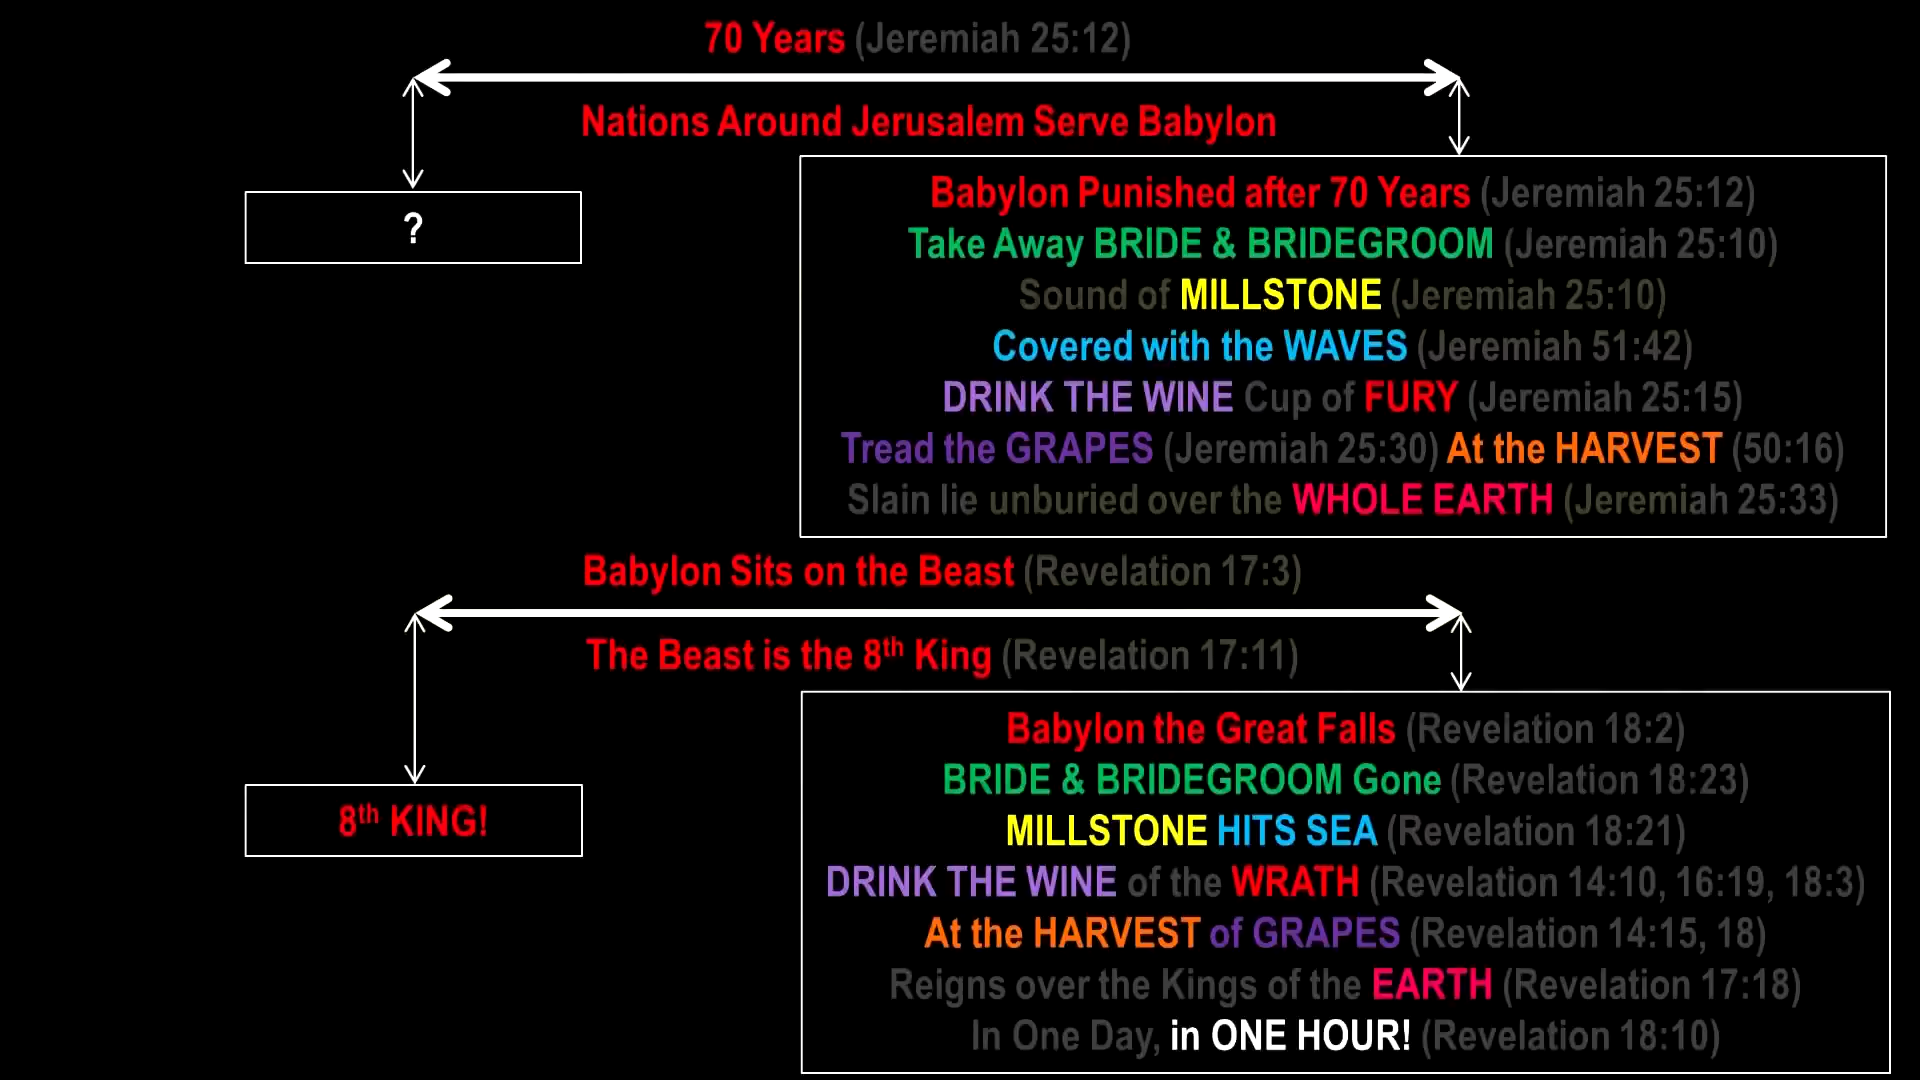 70 Years (Jeremiah 25:12)
Nations Around Jerusalem Serve Babylon
?
Babylon Punished after 70 Years (Jeremiah 25:12)
Take Away BRIDE & BRIDEGROOM (Jeremiah 25:10)
Sound of MILLSTONE (Jeremiah 25:10)
Covered with the WAVES (Jeremiah 51:42)
DRINK THE WINE Cup of FURY (Jeremiah 25:15)
Tread the GRAPES (Jeremiah 25:30) At the HARVEST (50:16)
Slain lie unburied over the WHOLE EARTH (Jeremiah 25:33)
Babylon Sits on the Beast (Revelation 17:3)
The Beast is the 8th King (Revelation 17:11)
8th KING!
Babylon the Great Falls (Revelation 18:2)
BRIDE & BRIDEGROOM Gone (Revelation 18:23)
MILLSTONE HITS SEA (Revelation 18:21)
DRINK THE WINE of the WRATH (Revelation 14:10, 16:19, 18:3)
At the HARVEST of GRAPES (Revelation 14:15, 18)
Reigns over the Kings of the EARTH (Revelation 17:18)
In One Day, in ONE HOUR! (Revelation 18:10)